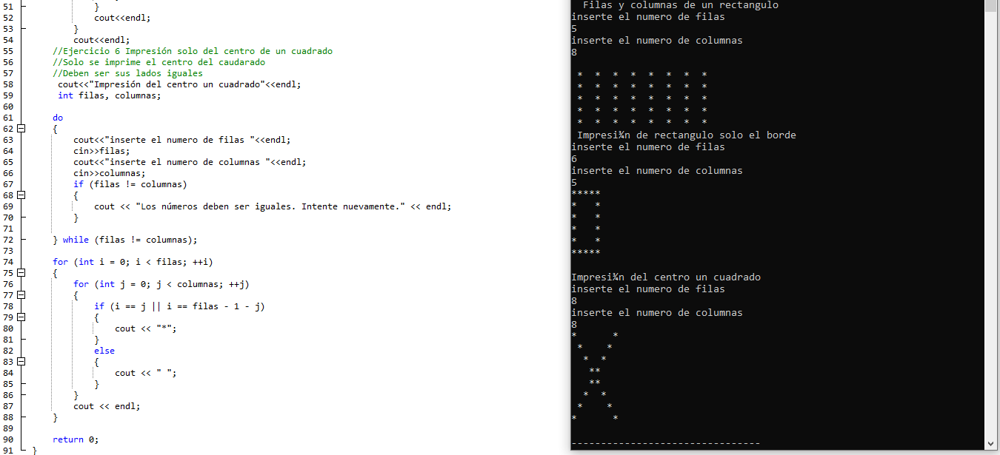 51 }
52 cout<<endl;
53 }
54 cout<<endl;
55 //Ejercicio 6 Impresión solo del centro de un cuadrado
56 //Solo se imprime el centro del caudarado
57 //Deben ser sus lados iguales
58 cout<<"Impresión del centro un cuadrado"<<endl;
59 int filas, columnas;
60
61 do
62 {
63 cout<<"inserte el numero de filas "<<endl;
64 cin>>filas;
65 cout<<"inserte el numero de columnas "<<endl;
66 cin>>columnas;
67 if (filas != columnas)
68 {
69 cout << "Los números deben ser iguales. Intente nuevamente." << endl;
70 }
71
72 } while (filas != columnas);
73
74 for (int i = 0; i < filas; ++i)
75 {
76 for (int j = 0; j < columnas; ++j)
77 {
78 if (i == j || i == filas - 1 - j)
79 {
80 cout << "*";
81 }
82 else
83 {
84 cout << " ";
85 }
86 }
87 cout << endl;
88 }
89
90 return 0;
91 }
  Filas y columnas de un rectangulo
inserte el numero de filas
5
inserte el numero de columnas
8
 *  *  *  *  *  *  *  *
 *  *  *  *  *  *  *  *
 *  *  *  *  *  *  *  *
 *  *  *  *  *  *  *  *
 *  *  *  *  *  *  *  *
 Impresi¾n de rectangulo solo el borde
inserte el numero de filas
6
inserte el numero de columnas
5
*****
*   *
*   *
*   *
*   *
*****
Impresi¾n del centro un cuadrado
inserte el numero de filas
8
inserte el numero de columnas
8
*      *
 *    *
  *  *
   **
   **
  *  *
 *    *
*      *
--------------------------------